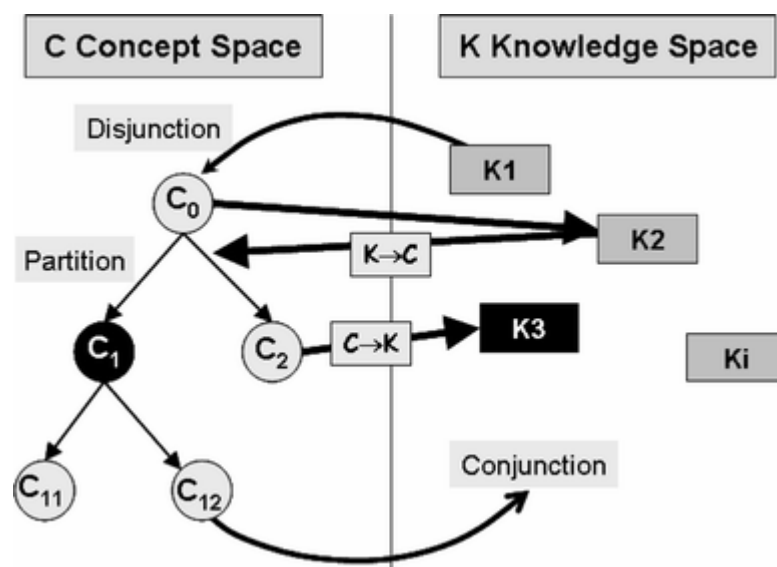 C Concept Space
K Knowledge Space
Disjunction
K1
C₀
K2
K→C
Partition
K3
C₁
C₂
C→K
Ki
Conjunction
C₁₁
C₁₂